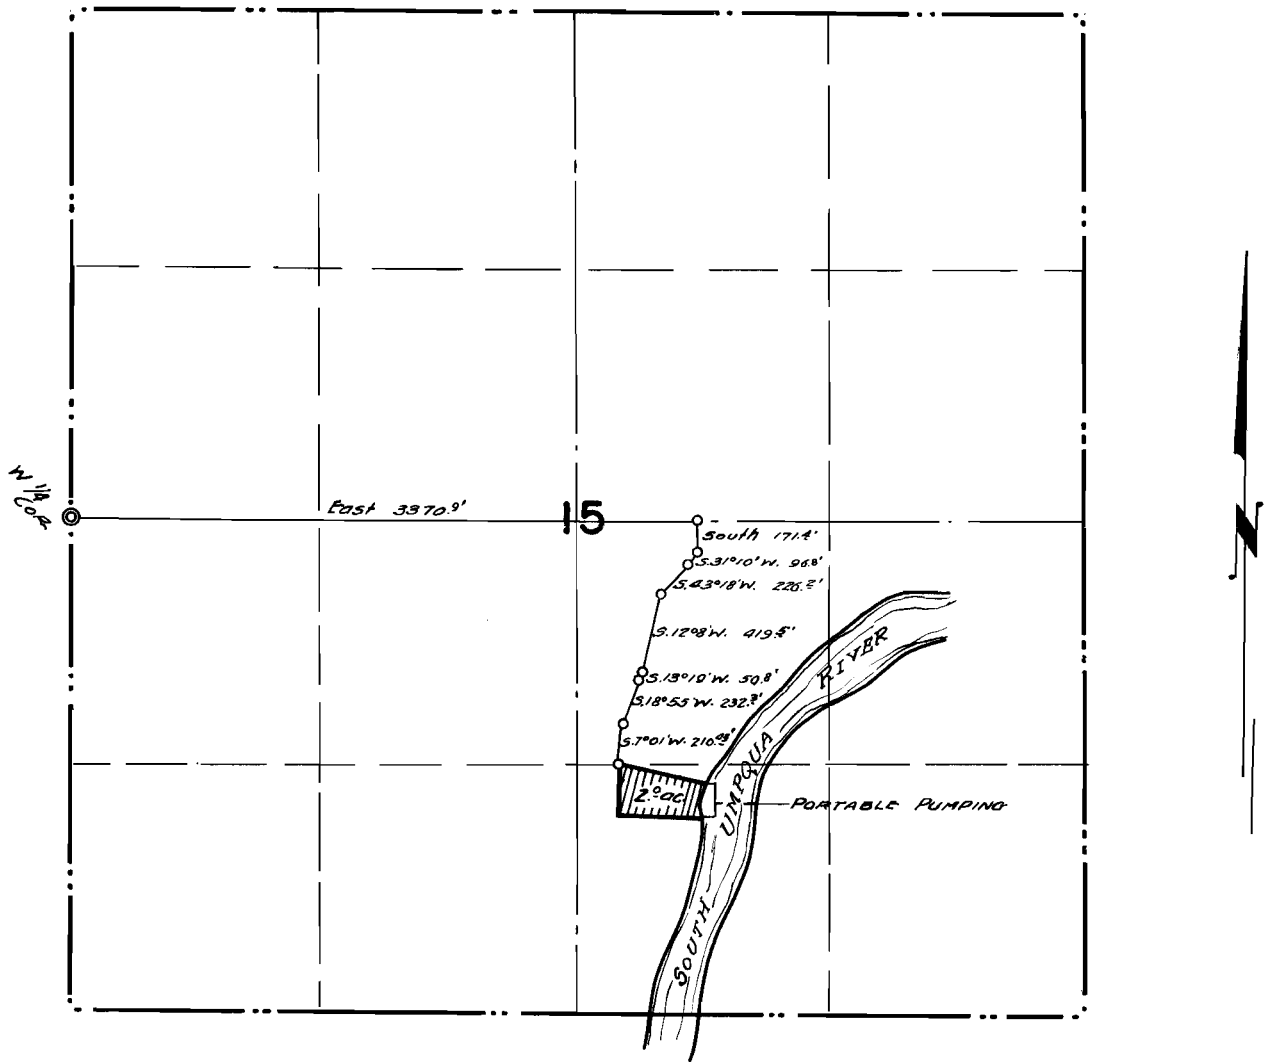 W 1/4
COR
East 3370.9'
15
South 171.4'
S.31°10'W. 96.8'
S.43°18'W. 226.2'
S.12°8'W. 419.5'
S.13°19'W. 50.8'
S.18°55'W. 232.3'
S.7°01'W. 210.09'
2.0 ac.
PORTABLE PUMPING
SOUTH UMPQUA RIVER
N